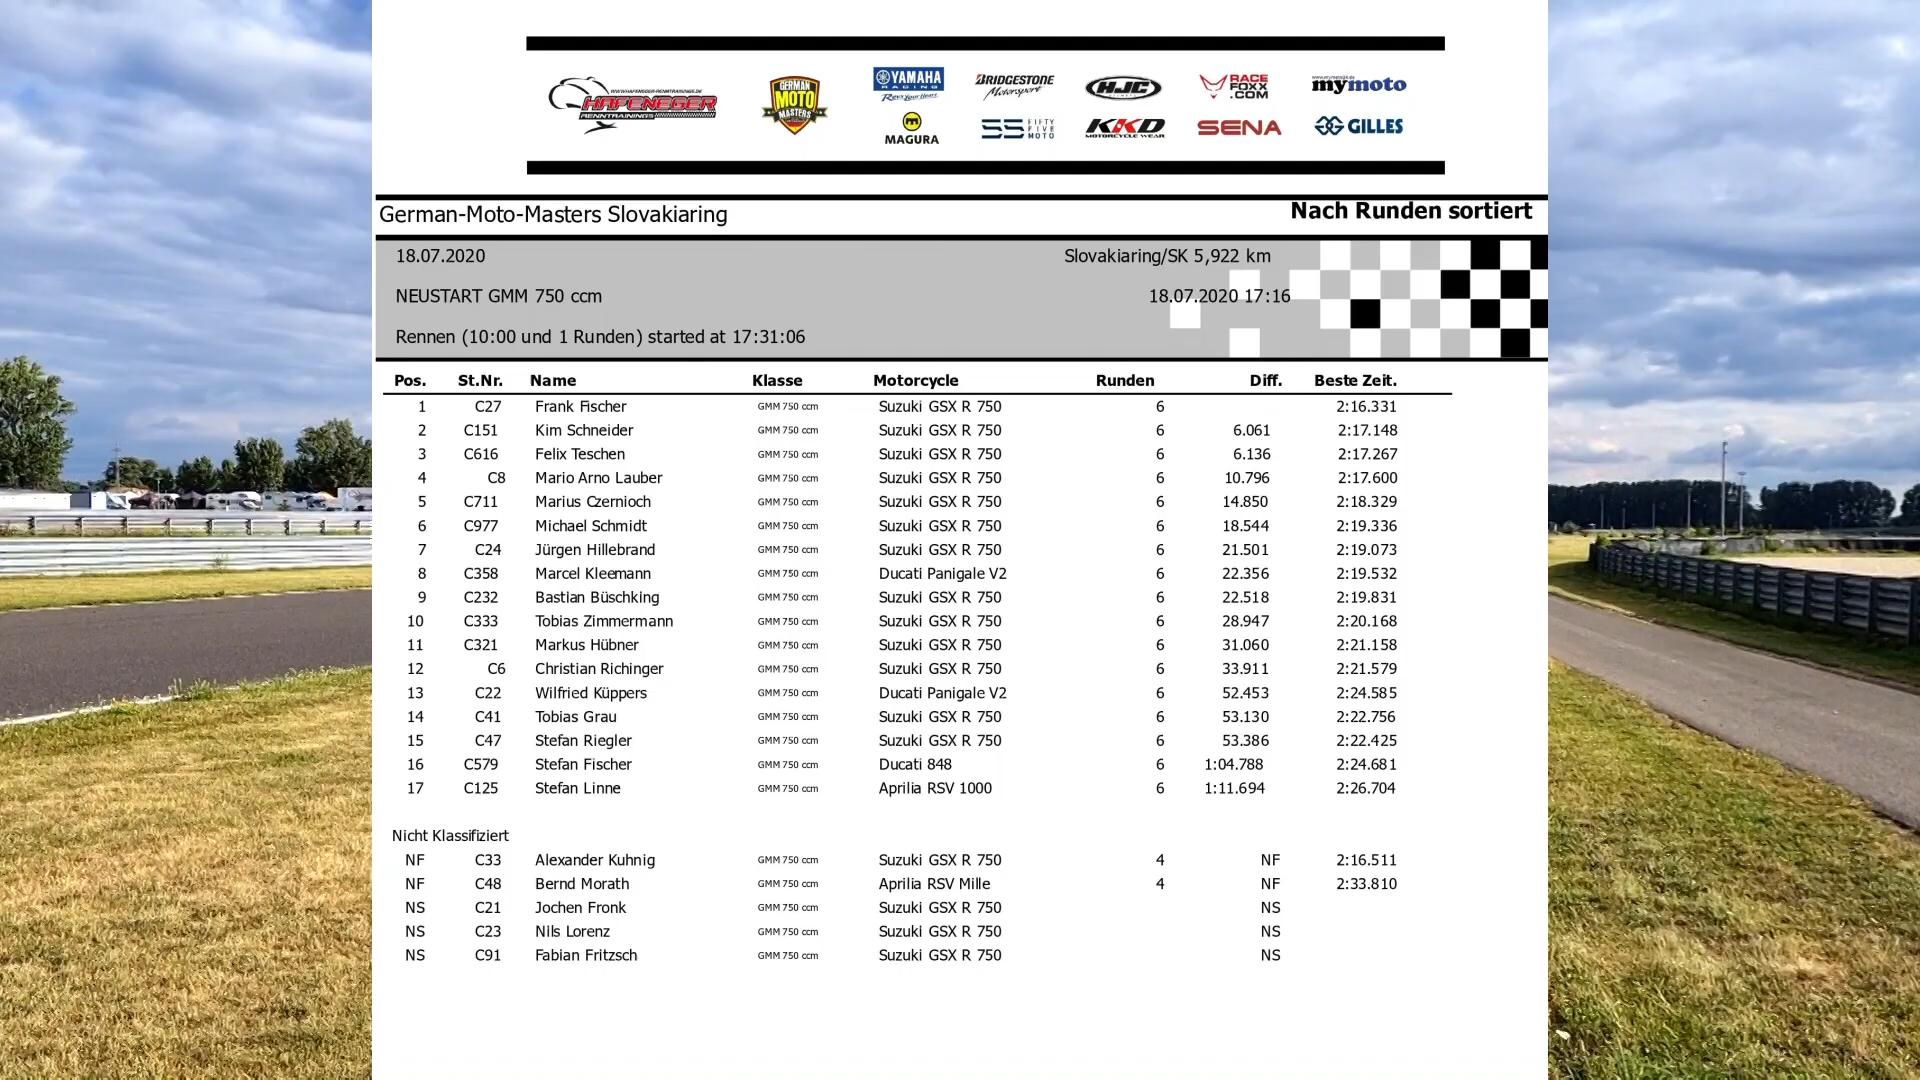 WWW.HAFENEGER-RENNTRAININGS.DE
HAFENEGER
RENNTRAININGS
GERMAN
MOTO
MASTERS
YAMAHA
RACING
Revs Your Heart
MAGURA
BRIDGESTONE
Motorsport
55 FIFTY
FIVE
MOTO
HJC
KKD
MOTORCYCLE WEAR
RACE
FOXX
.COM
SENA
mymoto
GILLES
German-Moto-Masters Slovakiaring
Nach Runden sortiert
18.07.2020 Slovakiaring/SK 5,922 km
NEUSTART GMM 750 ccm 18.07.2020 17:16
Rennen (10:00 und 1 Runden) started at 17:31:06
Pos. St.Nr. Name Klasse Motorcycle Runden Diff. Beste Zeit.
1 C27 Frank Fischer GMM 750 ccm Suzuki GSX R 750 6 2:16.331
2 C151 Kim Schneider GMM 750 ccm Suzuki GSX R 750 6 6.061 2:17.148
3 C616 Felix Teschen GMM 750 ccm Suzuki GSX R 750 6 6.136 2:17.267
4 C8 Mario Arno Lauber GMM 750 ccm Suzuki GSX R 750 6 10.796 2:17.600
5 C711 Marius Czernioch GMM 750 ccm Suzuki GSX R 750 6 14.850 2:18.329
6 C977 Michael Schmidt GMM 750 ccm Suzuki GSX R 750 6 18.544 2:19.336
7 C24 Jürgen Hillebrand GMM 750 ccm Suzuki GSX R 750 6 21.501 2:19.073
8 C358 Marcel Kleemann GMM 750 ccm Ducati Panigale V2 6 22.356 2:19.532
9 C232 Bastian Büschking GMM 750 ccm Suzuki GSX R 750 6 22.518 2:19.831
10 C333 Tobias Zimmermann GMM 750 ccm Suzuki GSX R 750 6 28.947 2:20.168
11 C321 Markus Hübner GMM 750 ccm Suzuki GSX R 750 6 31.060 2:21.158
12 C6 Christian Richinger GMM 750 ccm Suzuki GSX R 750 6 33.911 2:21.579
13 C22 Wilfried Küppers GMM 750 ccm Ducati Panigale V2 6 52.453 2:24.585
14 C41 Tobias Grau GMM 750 ccm Suzuki GSX R 750 6 53.130 2:22.756
15 C47 Stefan Riegler GMM 750 ccm Suzuki GSX R 750 6 53.386 2:22.425
16 C579 Stefan Fischer GMM 750 ccm Ducati 848 6 1:04.788 2:24.681
17 C125 Stefan Linne GMM 750 ccm Aprilia RSV 1000 6 1:11.694 2:26.704
Nicht Klassifiziert
NF C33 Alexander Kuhnig GMM 750 ccm Suzuki GSX R 750 4 NF 2:16.511
NF C48 Bernd Morath GMM 750 ccm Aprilia RSV Mille 4 NF 2:33.810
NS C21 Jochen Fronk GMM 750 ccm Suzuki GSX R 750 NS
NS C23 Nils Lorenz GMM 750 ccm Suzuki GSX R 750 NS
NS C91 Fabian Fritzsch GMM 750 ccm Suzuki GSX R 750 NS